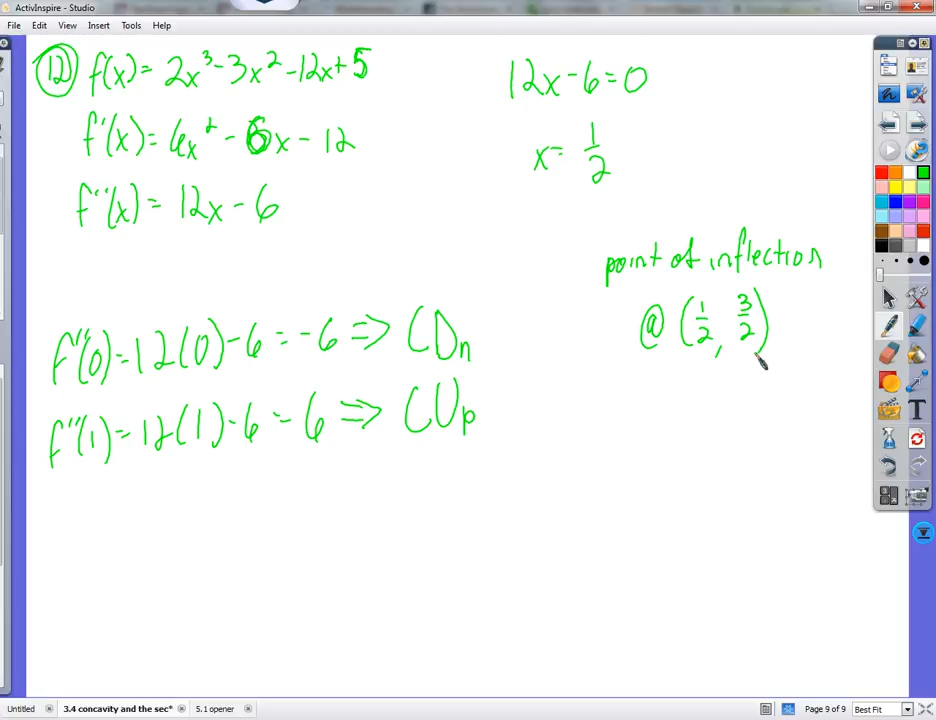 ActivInspire - Studio
File Edit View Insert Tools Help
12 f(x) = 2x³ - 3x² - 12x + 5
f'(x) = 6x² - 6x - 12
f''(x) = 12x - 6
12x - 6 = 0
x = 1/2
point of inflection
@ (1/2, 3/2)
f''(0) = 12(0) - 6 = -6 => CDn
f''(1) = 12(1) - 6 = 6 => CUp
Untitled 3.4 concavity and the sec* 5.1 opener Page 9 of 9 Best Fit